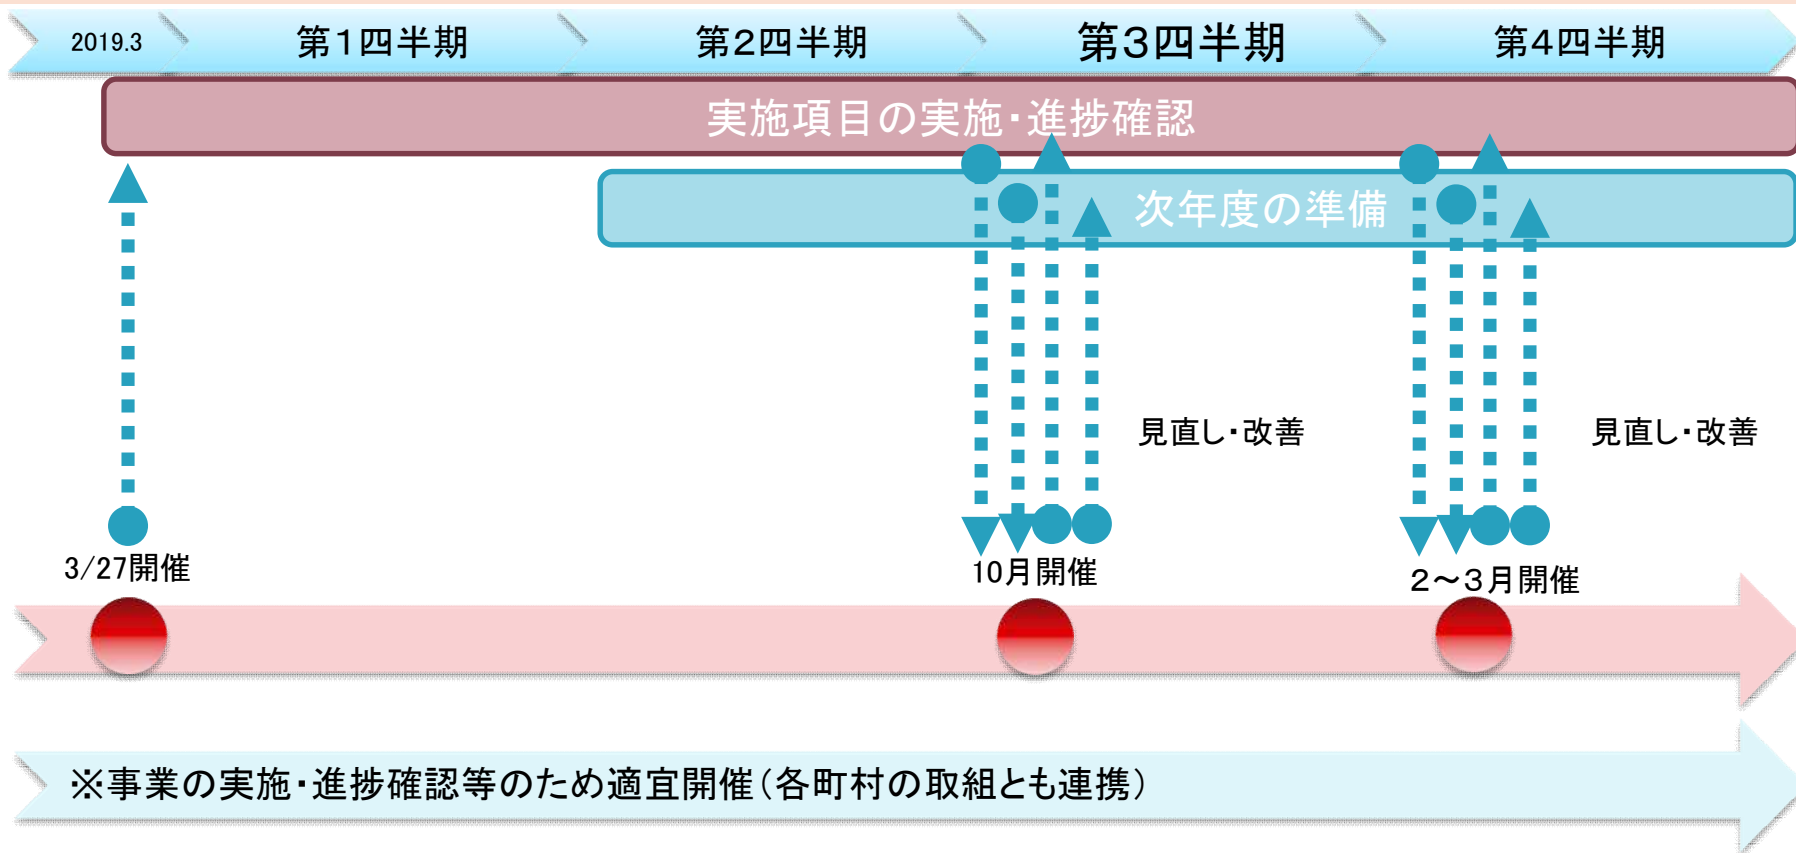 2019.3
第1四半期
第2四半期
第3四半期
第4四半期
実施項目の実施・進捗確認
次年度の準備
見直し・改善
見直し・改善
3/27開催
10月開催
2～3月開催
※事業の実施・進捗確認等のため適宜開催（各町村の取組とも連携）